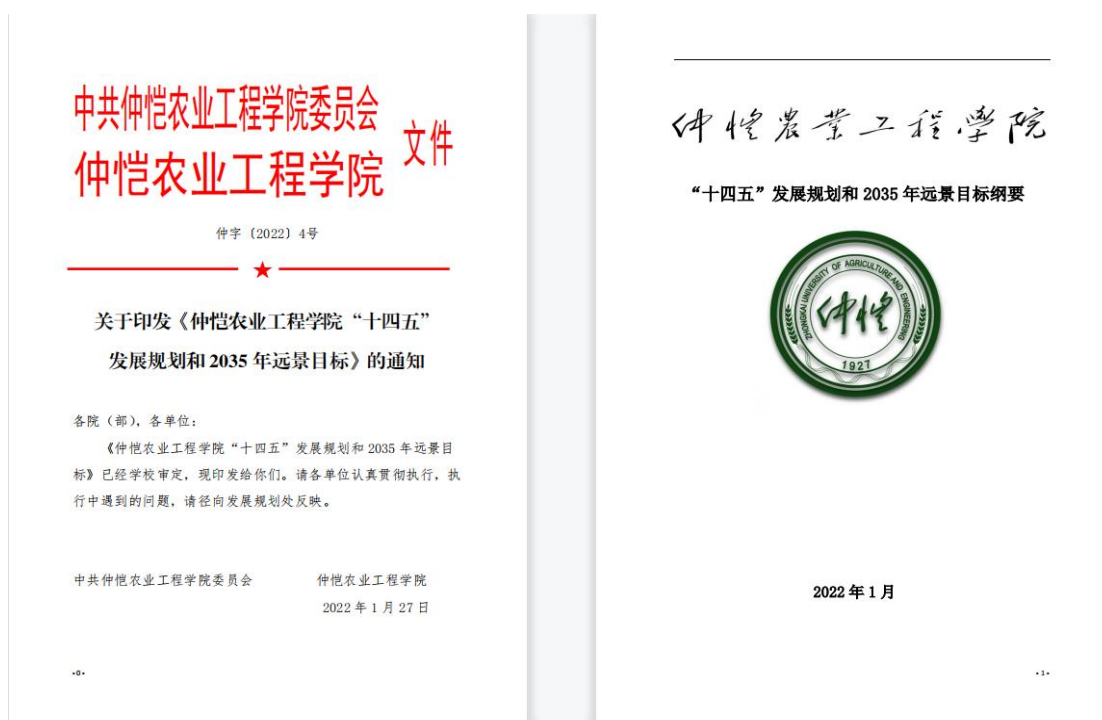 中共仲恺农业工程学院委员会
仲恺农业工程学院
文件
仲字〔2022〕4号
关于印发《仲恺农业工程学院“十四五”
发展规划和2035年远景目标》的通知
各院（部），各单位：
《仲恺农业工程学院“十四五”发展规划和2035年远景目
标》已经学校审定，现印发给你们。请各单位认真贯彻执行，执
行中遇到的问题，请径向发展规划处反映。
中共仲恺农业工程学院委员会 仲恺农业工程学院
2022年1月27日
·0·
仲恺农業工程學院
“十四五”发展规划和2035年远景目标纲要
ZHONGKAI UNIVERSITY OF AGRICULTURE AND ENGINEERING
仲恺
1927
2022年1月
·1·